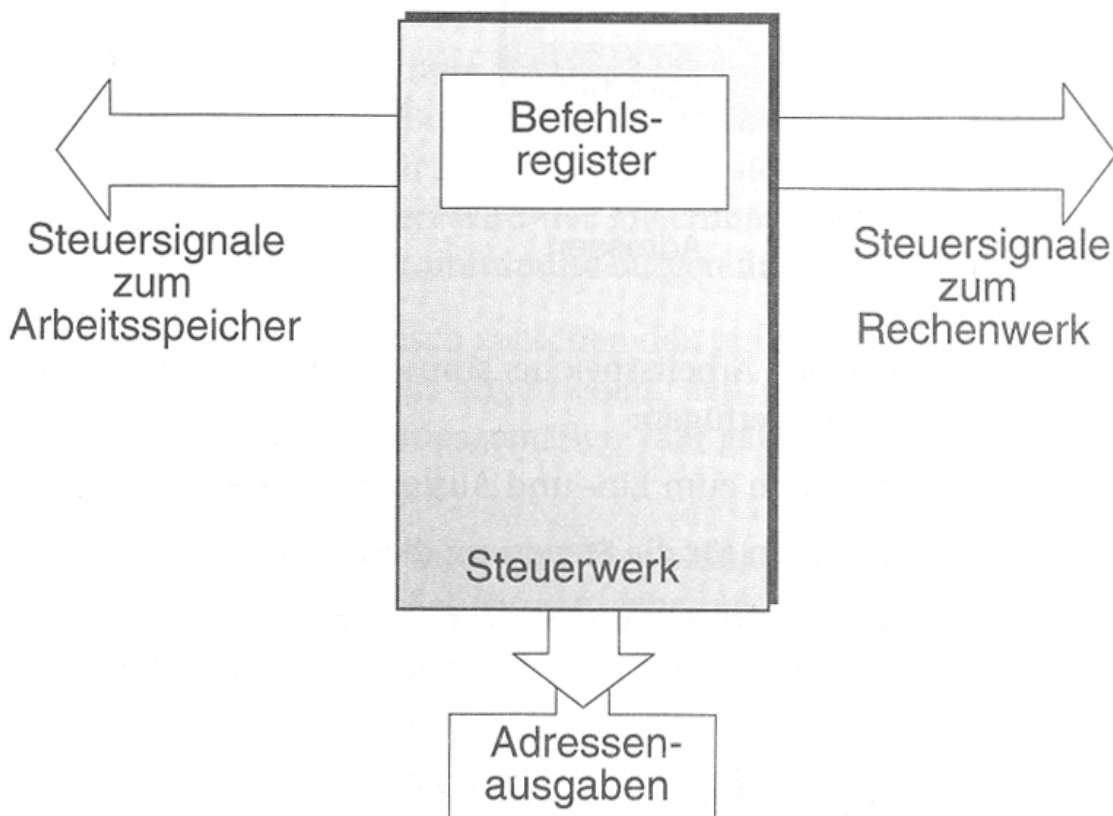 Befehls-
register
Steuersignale
zum
Arbeitsspeicher
Steuersignale
zum
Rechenwerk
Steuerwerk
Adressen-
ausgaben